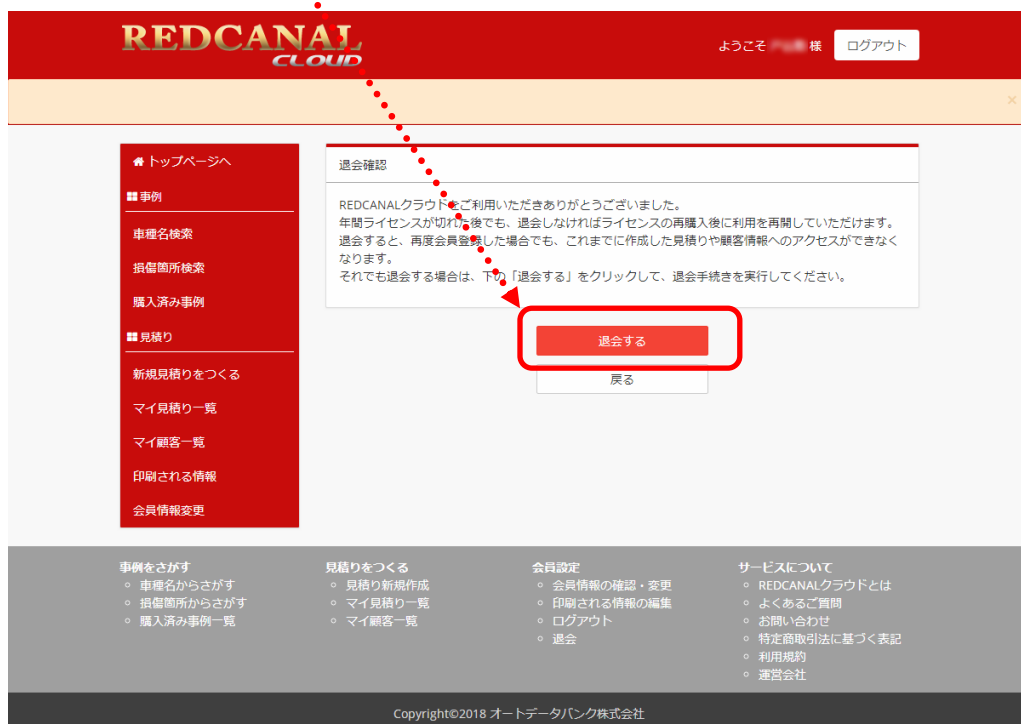 REDCANAL
CLOUD
ようこそ 様
ログアウト
×
トップページへ
事例
車種名検索
損傷箇所検索
購入済み事例
見積り
新規見積りをつくる
マイ見積り一覧
マイ顧客一覧
印刷される情報
会員情報変更
退会確認
REDCANALクラウドをご利用いただきありがとうございました。
年間ライセンスが切れた後でも、退会しなければライセンスの再購入後に利用を再開していただけます。
退会すると、再度会員登録した場合でも、これまでに作成した見積りや顧客情報へのアクセスができなく
なります。
それでも退会する場合は、下の「退会する」をクリックして、退会手続きを実行してください。
退会する
戻る
事例をさがす
車種名からさがす
損傷箇所からさがす
購入済み事例一覧
見積りをつくる
見積り新規作成
マイ見積り一覧
マイ顧客一覧
会員設定
会員情報の確認・変更
印刷される情報の編集
ログアウト
退会
サービスについて
REDCANALクラウドとは
よくあるご質問
お問い合わせ
特定商取引法に基づく表記
利用規約
運営会社
Copyright©2018 オートデータバンク株式会社